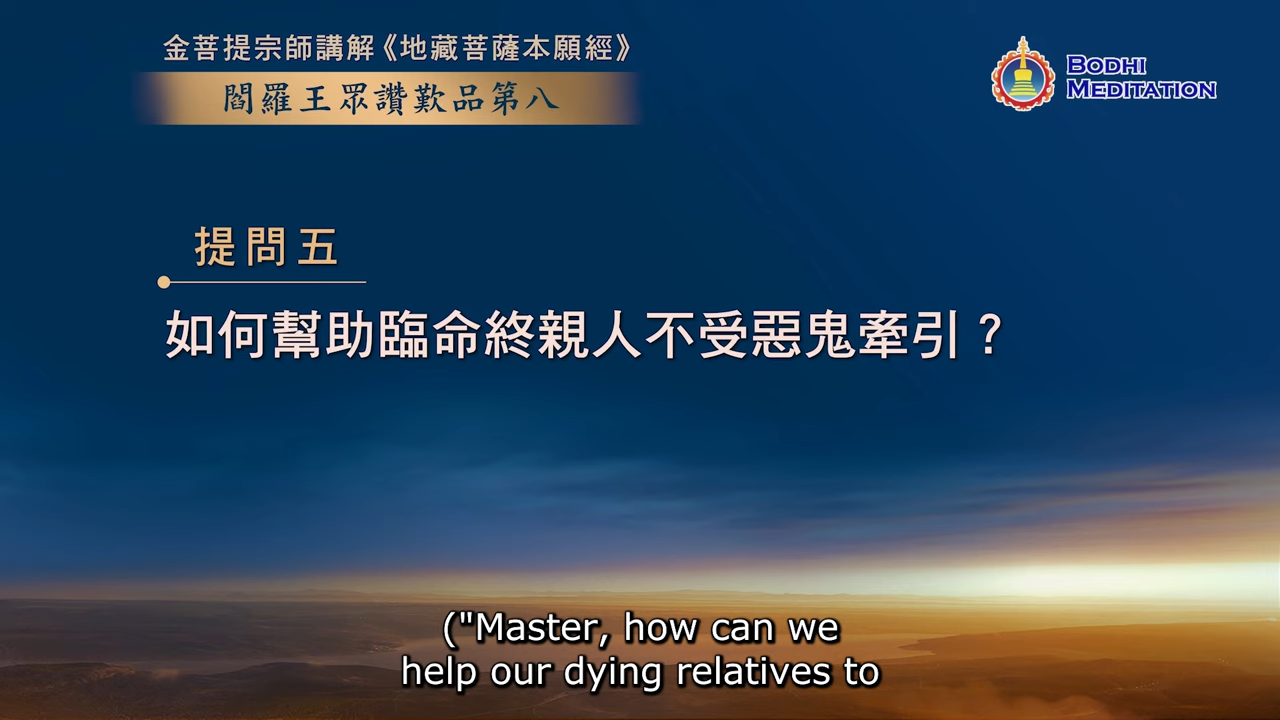 金菩提宗師講解《地藏菩薩本願經》
閻羅王眾讚歎品第八
BODHI
MEDITATION
提問五
如何幫助臨命終親人不受惡鬼牽引？
("Master, how can we
help our dying relatives to